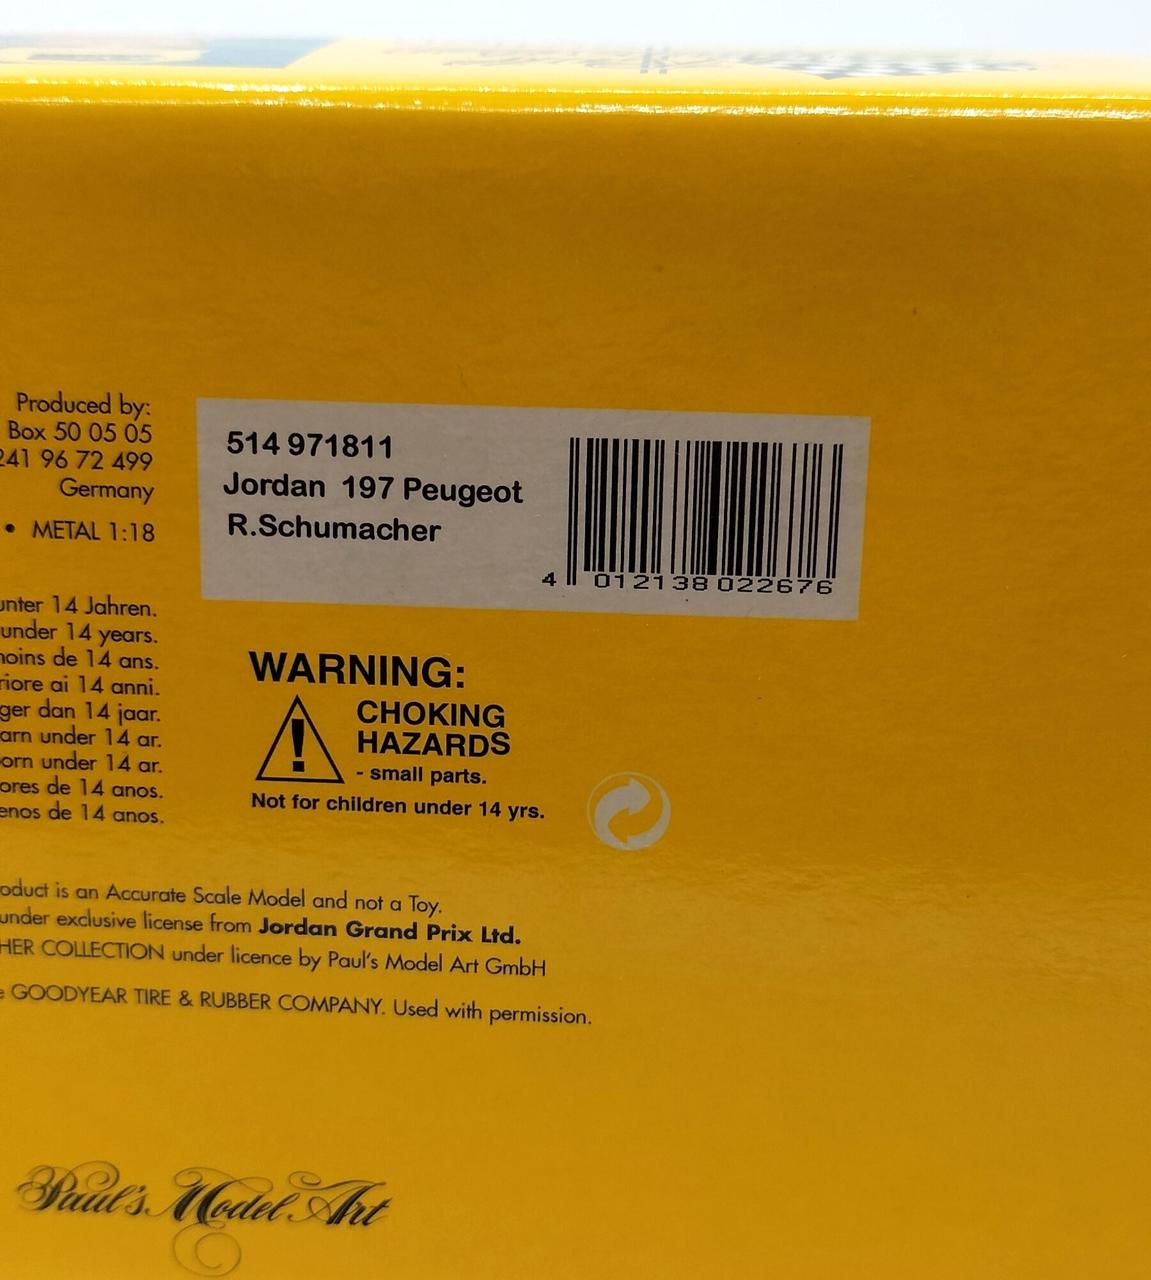 Produced by:
Box 50 05 05
241 96 72 499
Germany
• METAL 1:18
514 971811
Jordan 197 Peugeot
R.Schumacher
4 012138 022676
unter 14 Jahren.
under 14 years.
moins de 14 ans.
riore ai 14 anni.
ger dan 14 jaar.
arn under 14 ar.
orn under 14 ar.
ores de 14 anos.
enos de 14 anos.
WARNING:
CHOKING
HAZARDS
- small parts.
Not for children under 14 yrs.
oduct is an Accurate Scale Model and not a Toy.
under exclusive license from Jordan Grand Prix Ltd.
HER COLLECTION under licence by Paul's Model Art GmbH
e GOODYEAR TIRE & RUBBER COMPANY. Used with permission.
Paul's Model Art